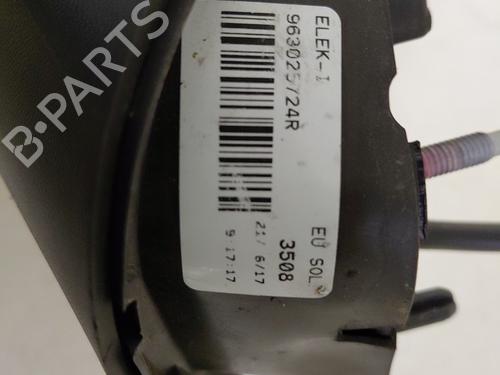 B-PARTS
ELEK-I
963025724R
EU SOL
3508
21/ 6/17
9:17:17